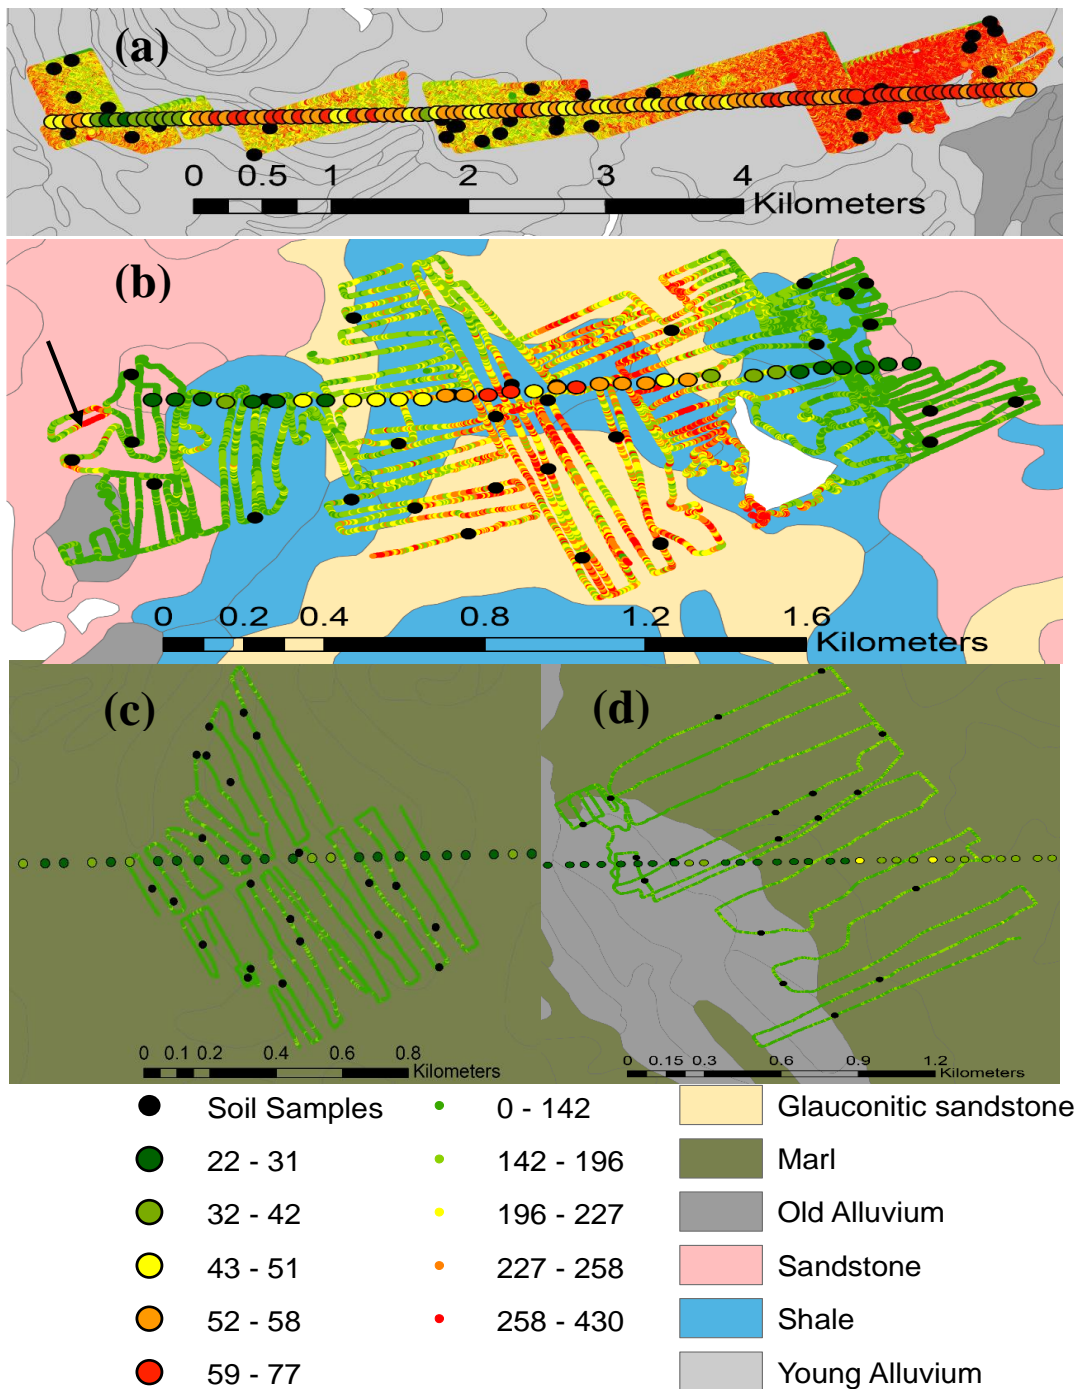 (a)
0 0.5 1 2 3 4 Kilometers
(b)
0 0.2 0.4 0.8 1.2 1.6 Kilometers
(c)
0 0.1 0.2 0.4 0.6 0.8 Kilometers
(d)
0 0.15 0.3 0.6 0.9 1.2 Kilometers
Soil Samples
22 - 31
32 - 42
43 - 51
52 - 58
59 - 77
0 - 142
142 - 196
196 - 227
227 - 258
258 - 430
Glauconitic sandstone
Marl
Old Alluvium
Sandstone
Shale
Young Alluvium